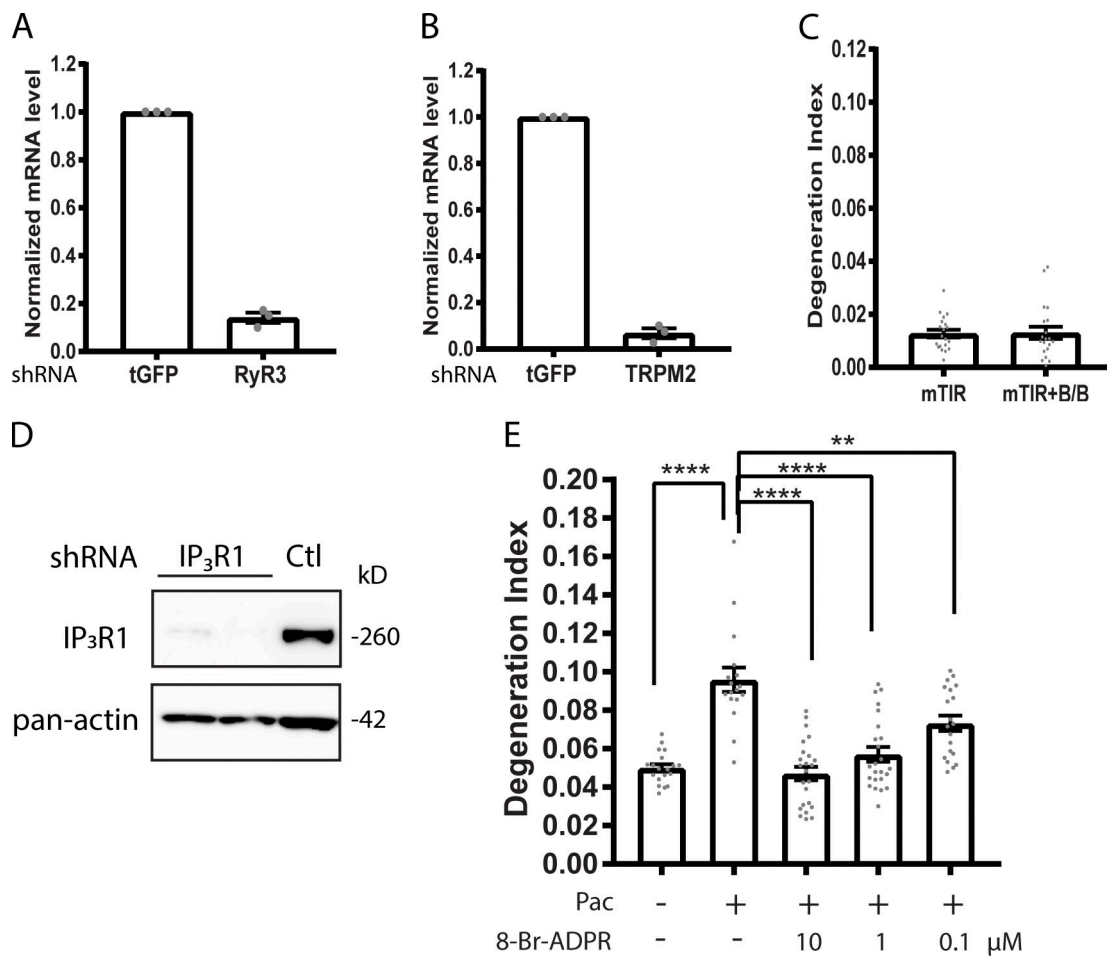 A
Normalized mRNA level
1.2
1.0
0.8
0.6
0.4
0.2
0.0
shRNA tGFP RyR3
B
Normalized mRNA level
1.2
1.0
0.8
0.6
0.4
0.2
0.0
shRNA tGFP TRPM2
C
Degeneration Index
0.12
0.10
0.08
0.06
0.04
0.02
0.00
mTIR mTIR+B/B
D
shRNA IP₃R1 Ctl
kD
IP₃R1 -260
pan-actin -42
E
Degeneration Index
0.20
0.18
0.16
0.14
0.12
0.10
0.08
0.06
0.04
0.02
0.00
**
**** ****
****
Pac - + + + +
8-Br-ADPR - - 10 1 0.1 μM